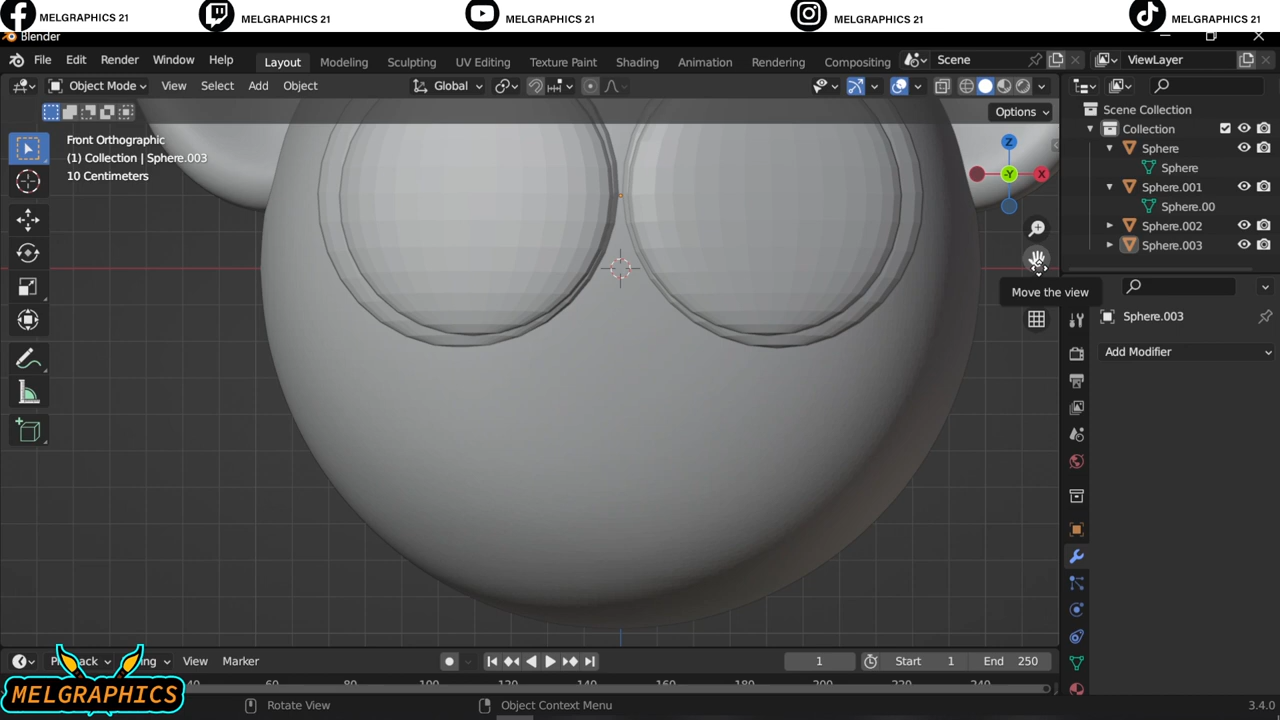 MELGRAPHICS 21 MELGRAPHICS 21 MELGRAPHICS 21 MELGRAPHICS 21 MELGRAPHICS 21
Blender
File Edit Render Window Help Layout Modeling Sculpting UV Editing Texture Paint Shading Animation Rendering Compositing Scene ViewLayer
Object Mode View Select Add Object Global
Options
Front Orthographic
(1) Collection | Sphere.003
10 Centimeters
Z
-Y X
Move the view
Scene Collection
Collection
Sphere
Sphere
Sphere.001
Sphere.00
Sphere.002
Sphere.003
Sphere.003
Add Modifier
View Marker 1 Start 1 End 250
60 80 100 120 140 160 180 200 220 240
MELGRAPHICS
Rotate View Object Context Menu 3.4.0